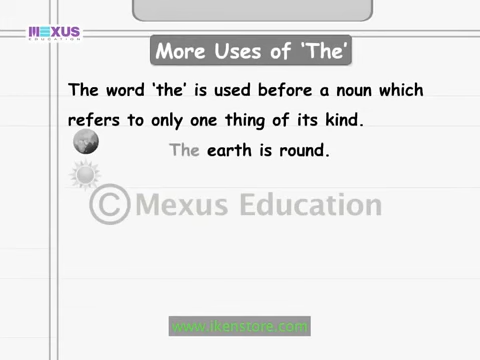 MEXUS
EDUCATION
More Uses of ‘The’
The word ‘the’ is used before a noun which
refers to only one thing of its kind.
The earth is round.
© Mexus Education
www.ikenstore.com